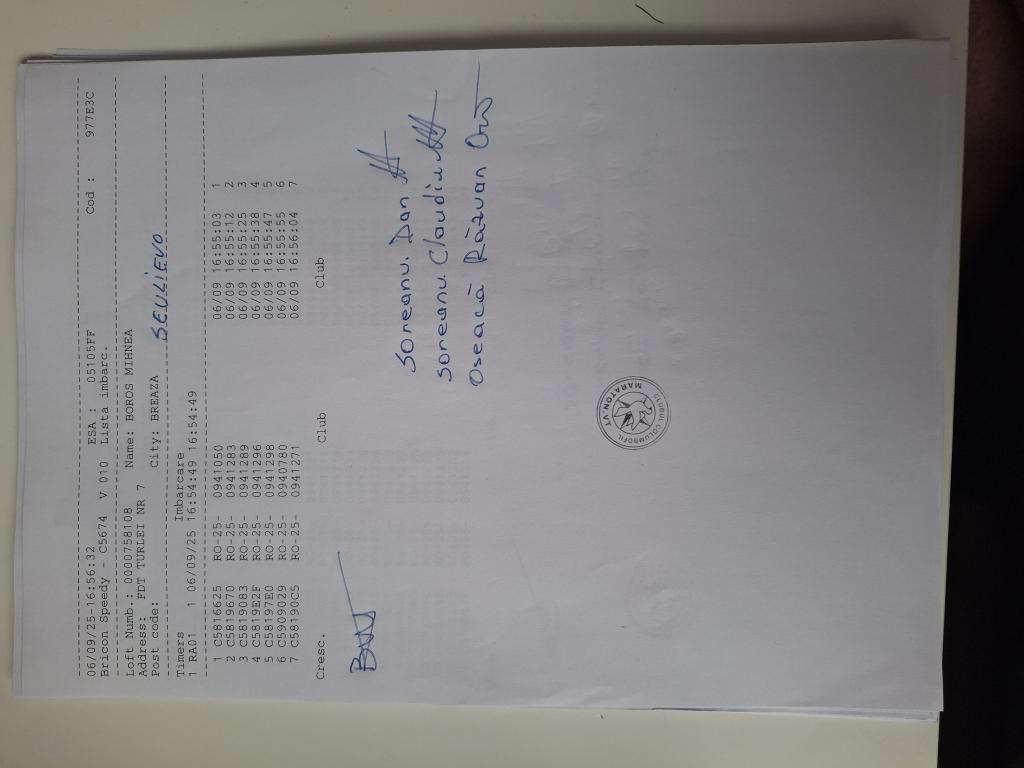 06/09/25-16:56:32 ESA : 05105FF Cod : 977E3C
Bricon Speedy - C5674 V 010 Lista imbarc.
Loft Numb.: 0000758108 Name: BOROS MIHNEA
Address: FDT TURLEI NR 7
Post code: City: BREAZA SEVLIEVO
Timers Imbarcare
1 RA01 1 06/09/25 16:54:49 16:54:49
1 C5816625 RO-25- 0941050 06/09 16:55:03 1
2 C5819670 RO-25- 0941283 06/09 16:55:12 2
3 C5819083 RO-25- 0941289 06/09 16:55:25 3
4 C5819E2F RO-25- 0941296 06/09 16:55:38 4
5 C58197E0 RO-25- 0941298 06/09 16:55:47 5
6 C5909029 RO-25- 0940780 06/09 16:55:55 6
7 C58190C5 RO-25- 0941271 06/09 16:56:04 7
Cresc. Club Club
Soreanu Dan
Soreanu Claudiu
Oseacă Răzvan
CLUBUL COLUMBOFIL
MARATON.VT